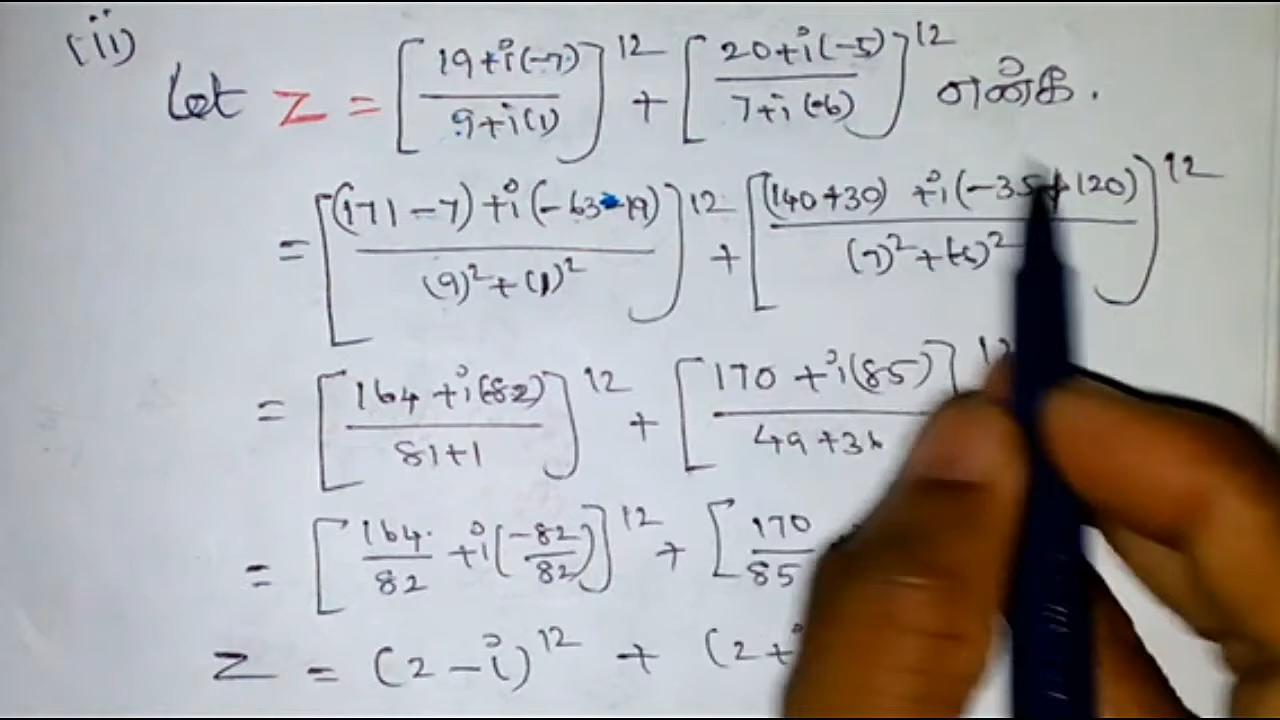 (ii)
Let Z = [ (19+i(-7)) / (9+i(1)) ]^12 + [ (20+i(-5)) / (7+i(-6)) ]^12 என்க.
= [ ((171-7)+i(-63-19)) / ((9)²+(1)²) ]^12 + [ ((140+30) +i(-35+120)) / ((7)²+(-6)²) ]^12
= [ (164+i(-82)) / (81+1) ]^12 + [ (170+i(85)) / (49+36) ]^12
= [ 164/82 +i(-82/82) ]^12 + [ 170/85
Z = (2-i)^12 + (2+i